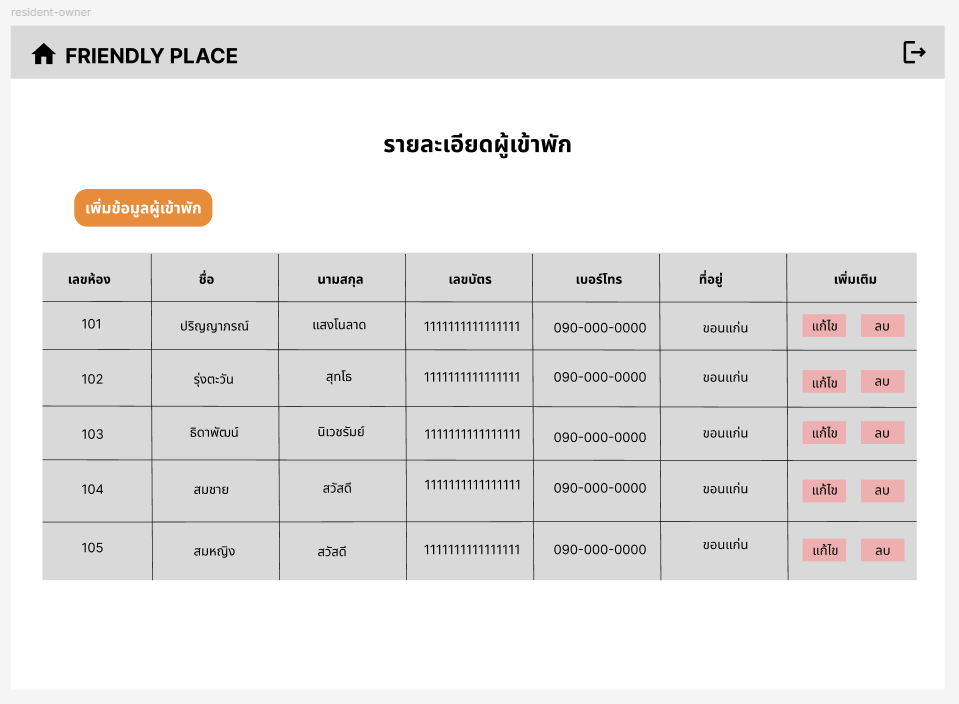 resident-owner
FRIENDLY PLACE
รายละเอียดผู้เข้าพัก
เพิ่มข้อมูลผู้เข้าพัก
เลขห้อง ชื่อ นามสกุล เลขบัตร เบอร์โทร ที่อยู่ เพิ่มเติม
101 ปริญญาภรณ์ แสงโนลาด 1111111111111111 090-000-0000 ขอนแก่น แก้ไข ลบ
102 รุ่งตะวัน สุทโธ 1111111111111111 090-000-0000 ขอนแก่น แก้ไข ลบ
103 ธิดาพัฒน์ นิเวชรัมย์ 1111111111111111 090-000-0000 ขอนแก่น แก้ไข ลบ
104 สมชาย สวัสดี 1111111111111111 090-000-0000 ขอนแก่น แก้ไข ลบ
105 สมหญิง สวัสดี 1111111111111111 090-000-0000 ขอนแก่น แก้ไข ลบ